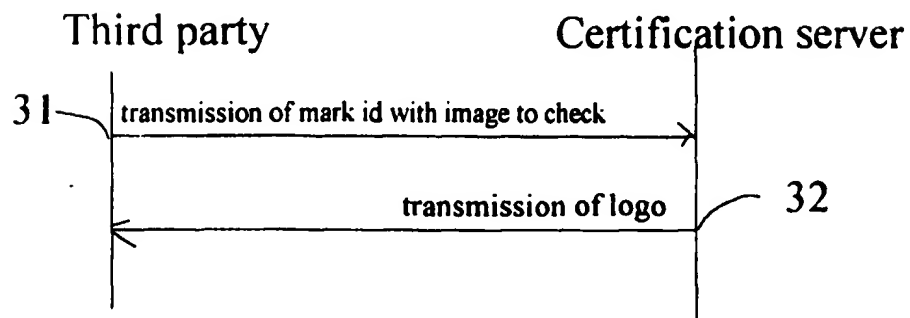 Third party
Certification server
31
transmission of mark id with image to check
transmission of logo
32